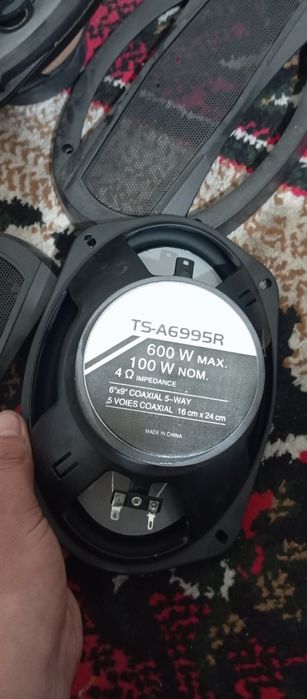 TS-A6995R
600 W MAX.
100 W NOM.
4 Ω IMPEDANCE
6"x9" COAXIAL 5-WAY
5 VOIES COAXIAL 16 cm x 24 cm
MADE IN CHINA